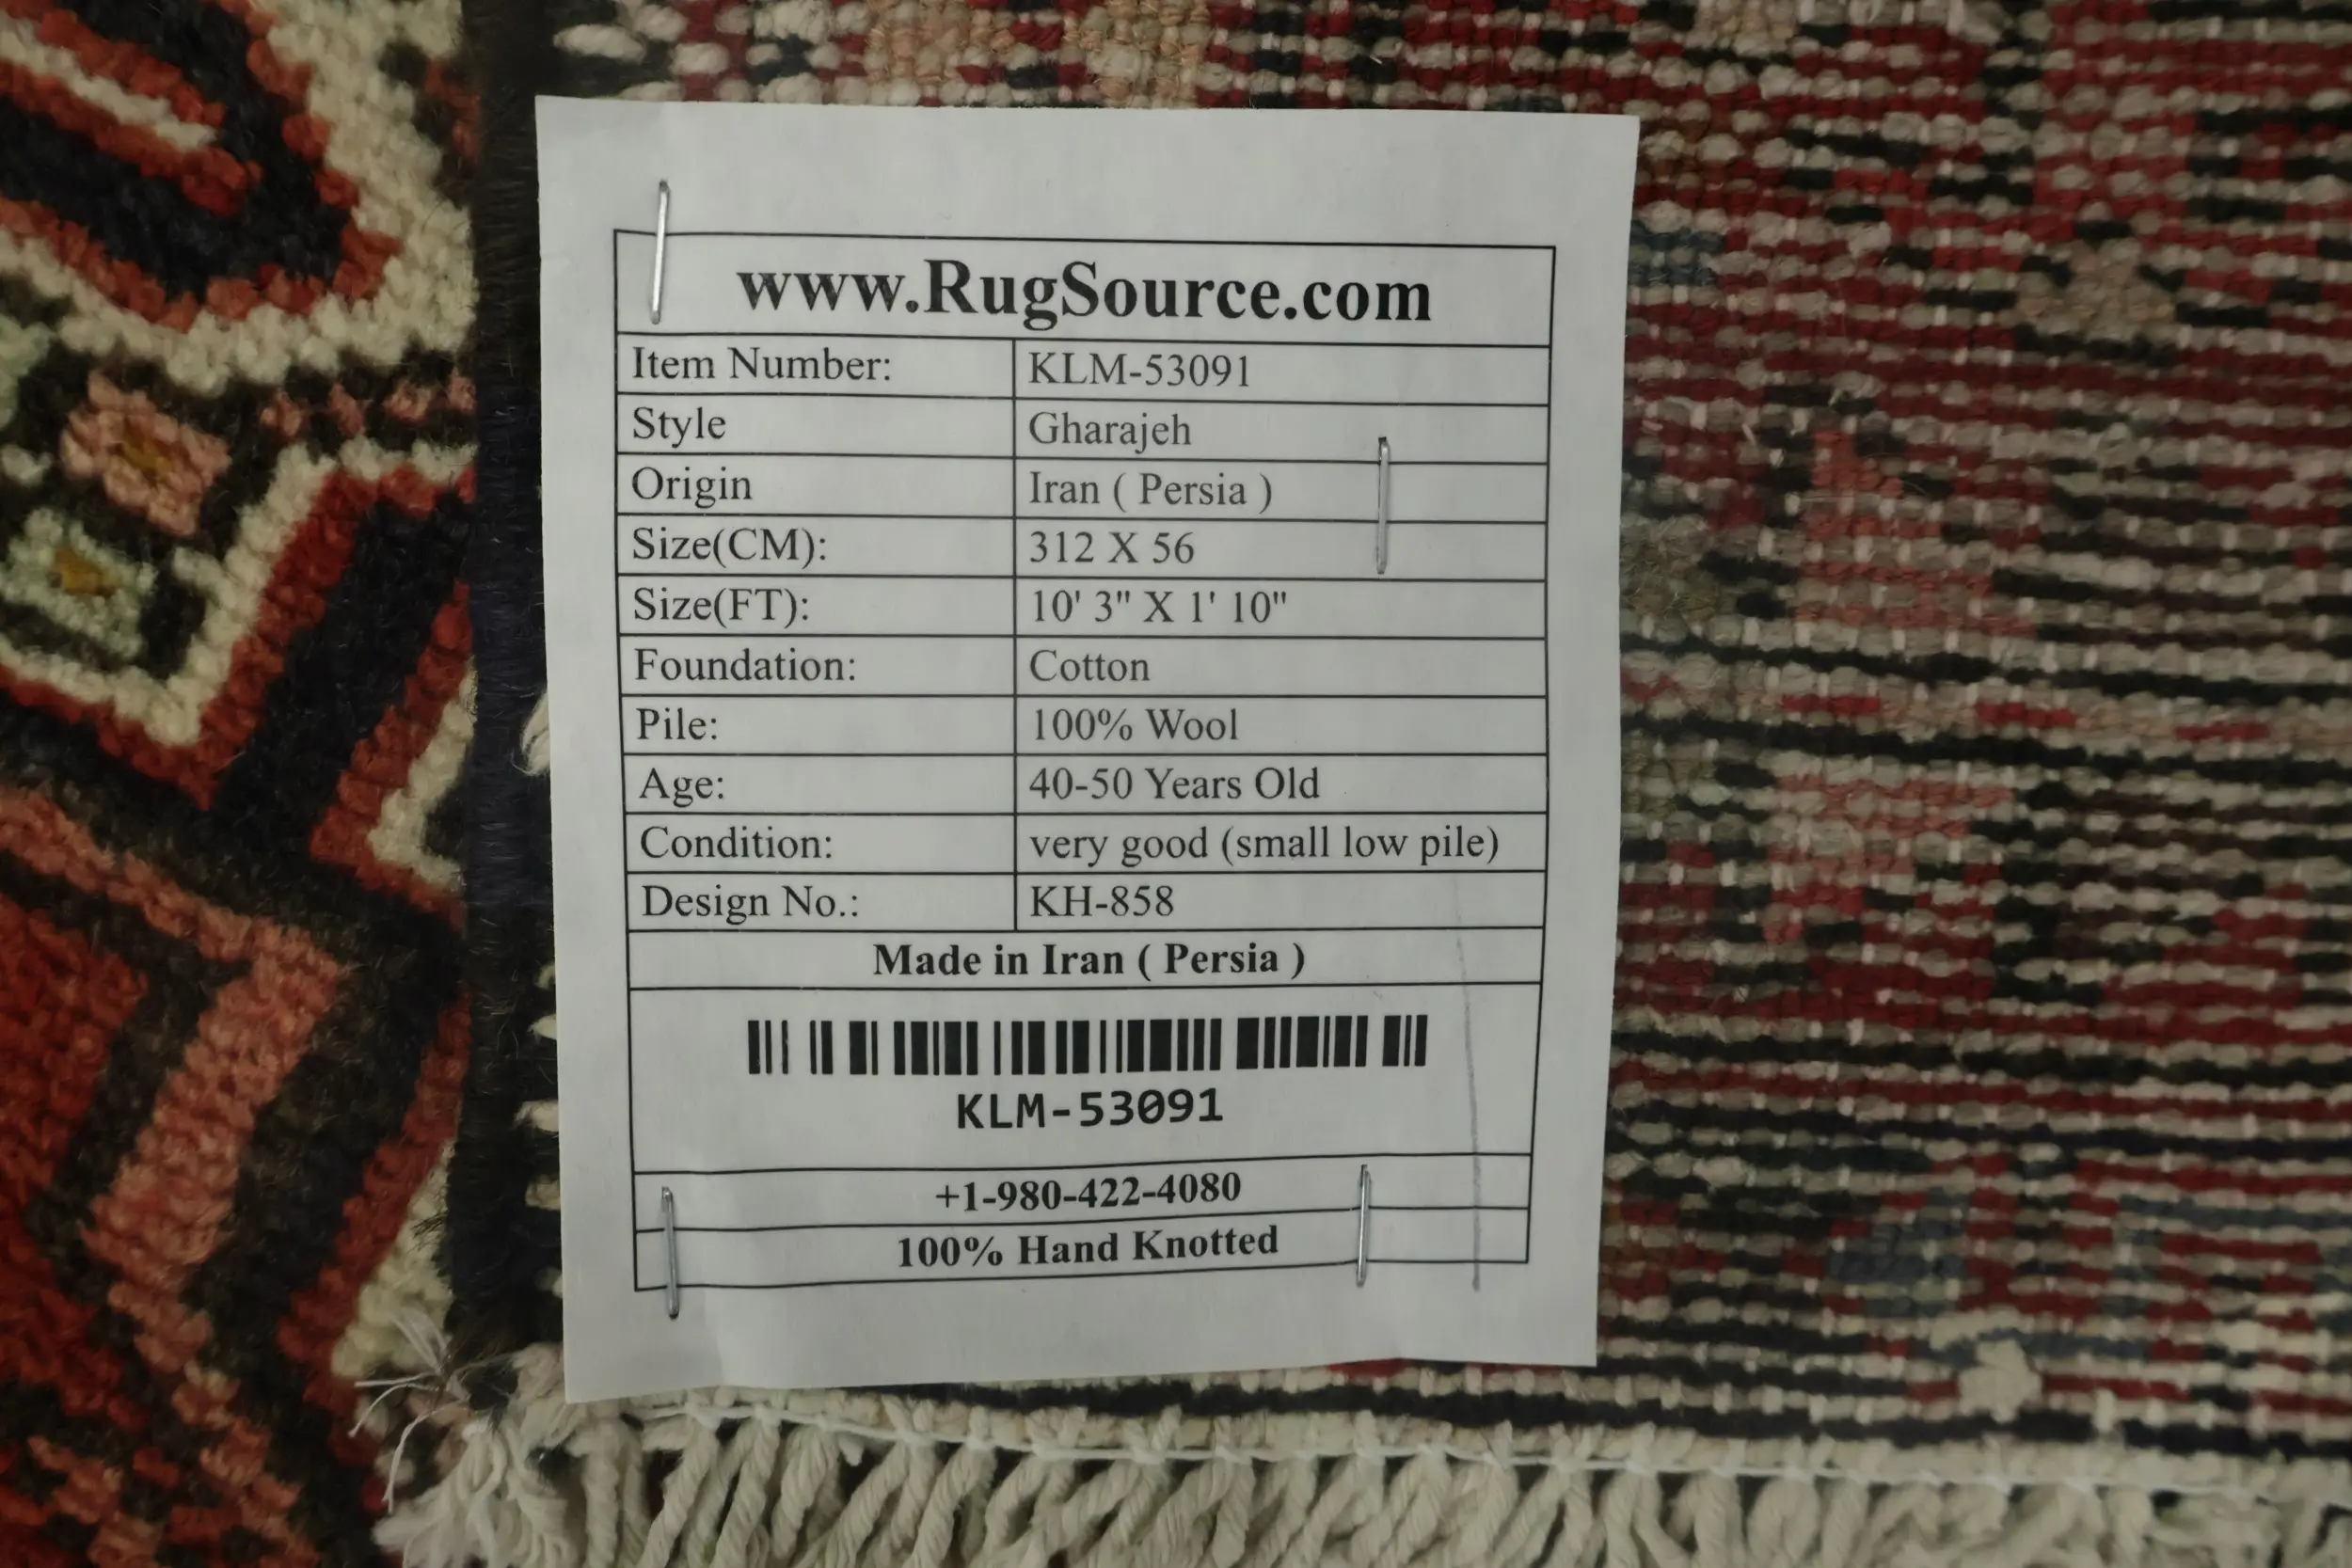 www.RugSource.com
Item Number: KLM-53091
Style Gharajeh
Origin Iran ( Persia )
Size(CM): 312 X 56
Size(FT): 10' 3" X 1' 10"
Foundation: Cotton
Pile: 100% Wool
Age: 40-50 Years Old
Condition: very good (small low pile)
Design No.: KH-858
Made in Iran ( Persia )
KLM-53091
+1-980-422-4080
100% Hand Knotted